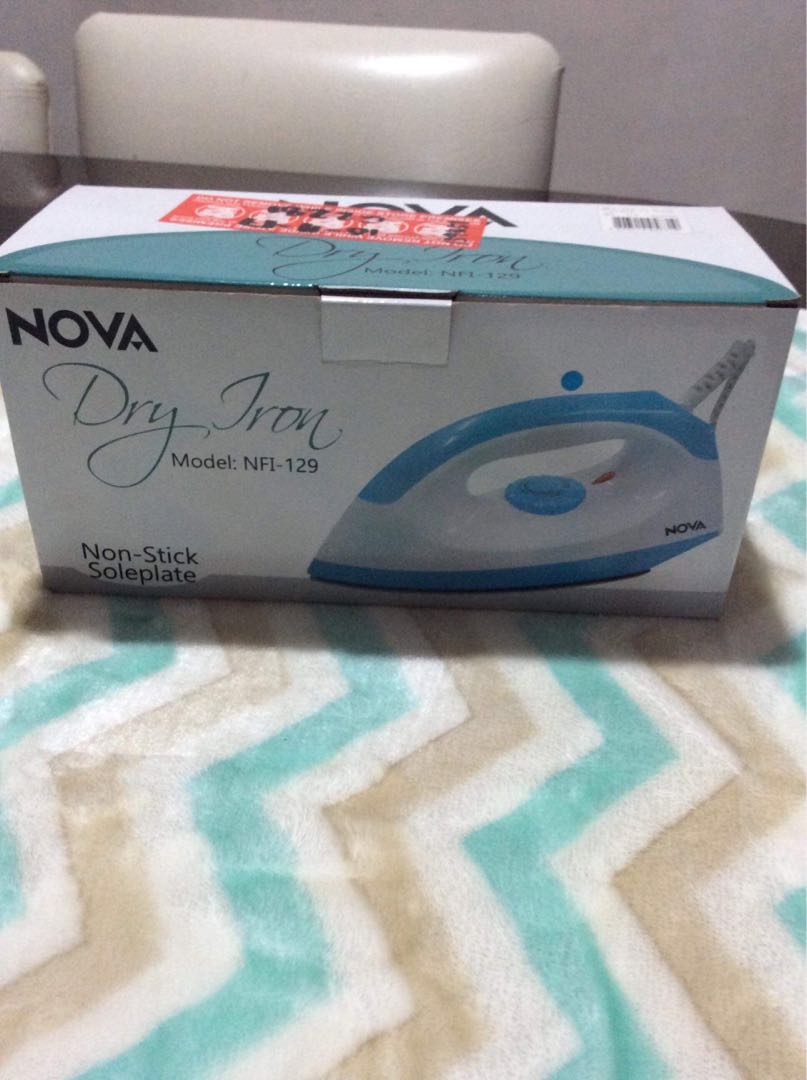 NOVA
Dry Iron
Model: NFI-129
NOVA
Dry Iron
Model: NFI-129
Non-Stick
Soleplate
NOVA